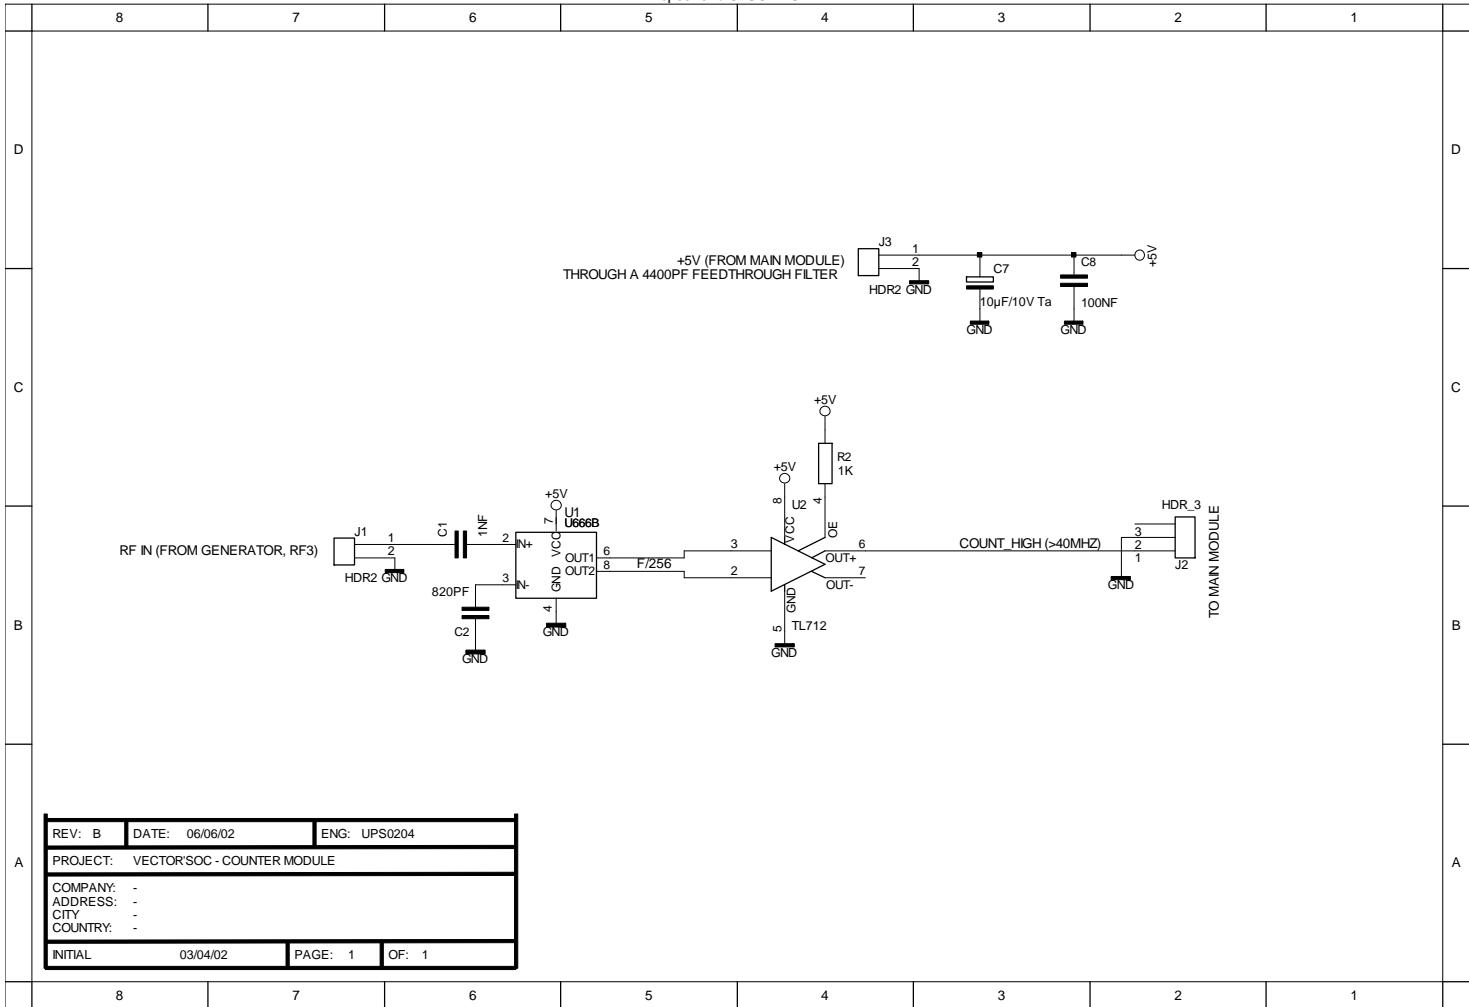 8 7 6 5 4 3 2 1
D D
J3
+5V (FROM MAIN MODULE) 1
THROUGH A 4400PF FEEDTHROUGH FILTER 2
HDR2 GND
C7
10µF/10V Ta
GND
C8
100NF
GND
+5V
C C
+5V
R2
1K
+5V
8
U2
4
VCC
OE
+5V
7
U1
U666B
J1
RF IN (FROM GENERATOR, RF3)
1
2
HDR2 GND
C1
1NF
2 IN+
3 IN-
VCC
GND
OUT1 6
OUT2 8
4
GND
820PF
C2
GND
F/256
3
2
OUT+ 6
OUT- 7
GND
5
TL712
GND
COUNT_HIGH (>40MHZ)
HDR_3
3
2
1
J2
GND
TO MAIN MODULE
B B
REV: B DATE: 06/06/02 ENG: UPS0204
PROJECT: VECTOR'SOC - COUNTER MODULE
COMPANY: -
ADDRESS: -
CITY -
COUNTRY: -
INITIAL 03/04/02 PAGE: 1 OF: 1
A A
8 7 6 5 4 3 2 1